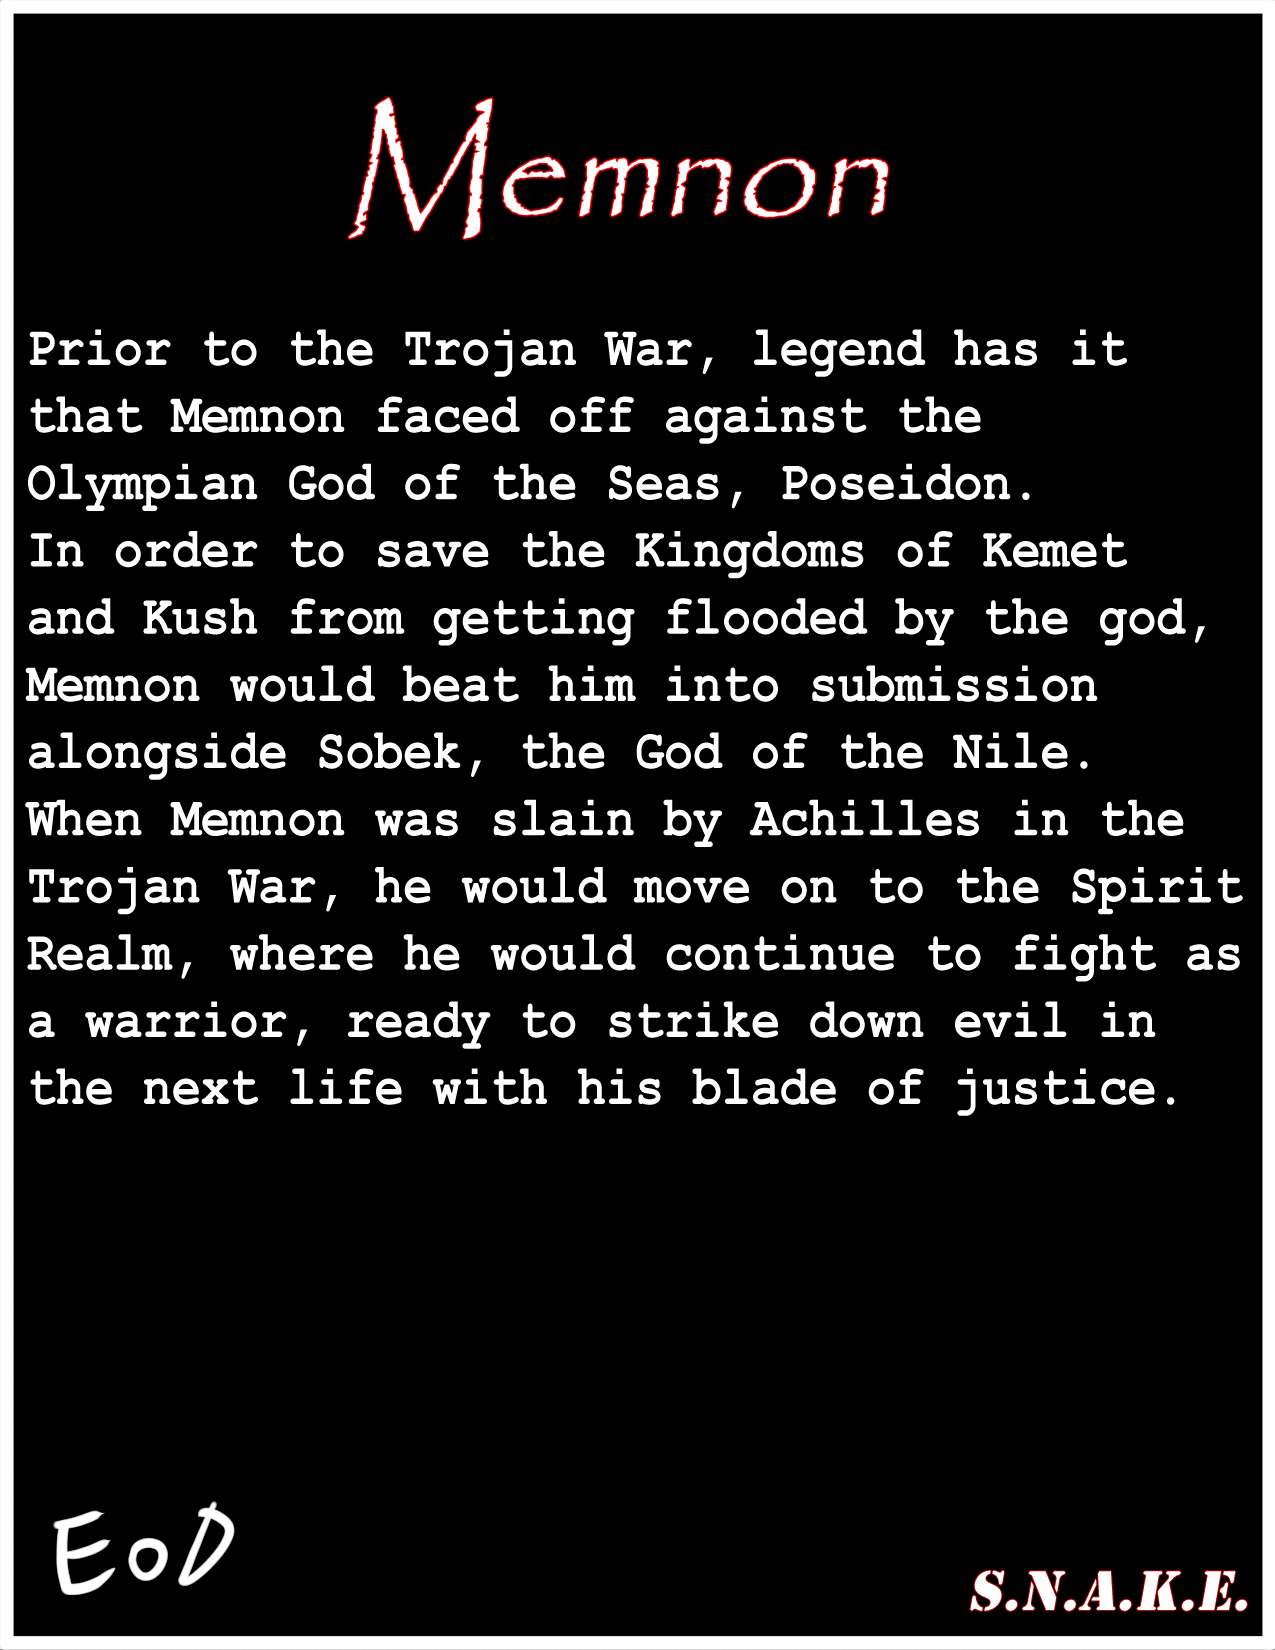 Memnon
Prior to the Trojan War, legend has it
that Memnon faced off against the
Olympian God of the Seas, Poseidon.
In order to save the Kingdoms of Kemet
and Kush from getting flooded by the god,
Memnon would beat him into submission
alongside Sobek, the God of the Nile.
When Memnon was slain by Achilles in the
Trojan War, he would move on to the Spirit
Realm, where he would continue to fight as
a warrior, ready to strike down evil in
the next life with his blade of justice.
EoD
S.N.A.K.E.